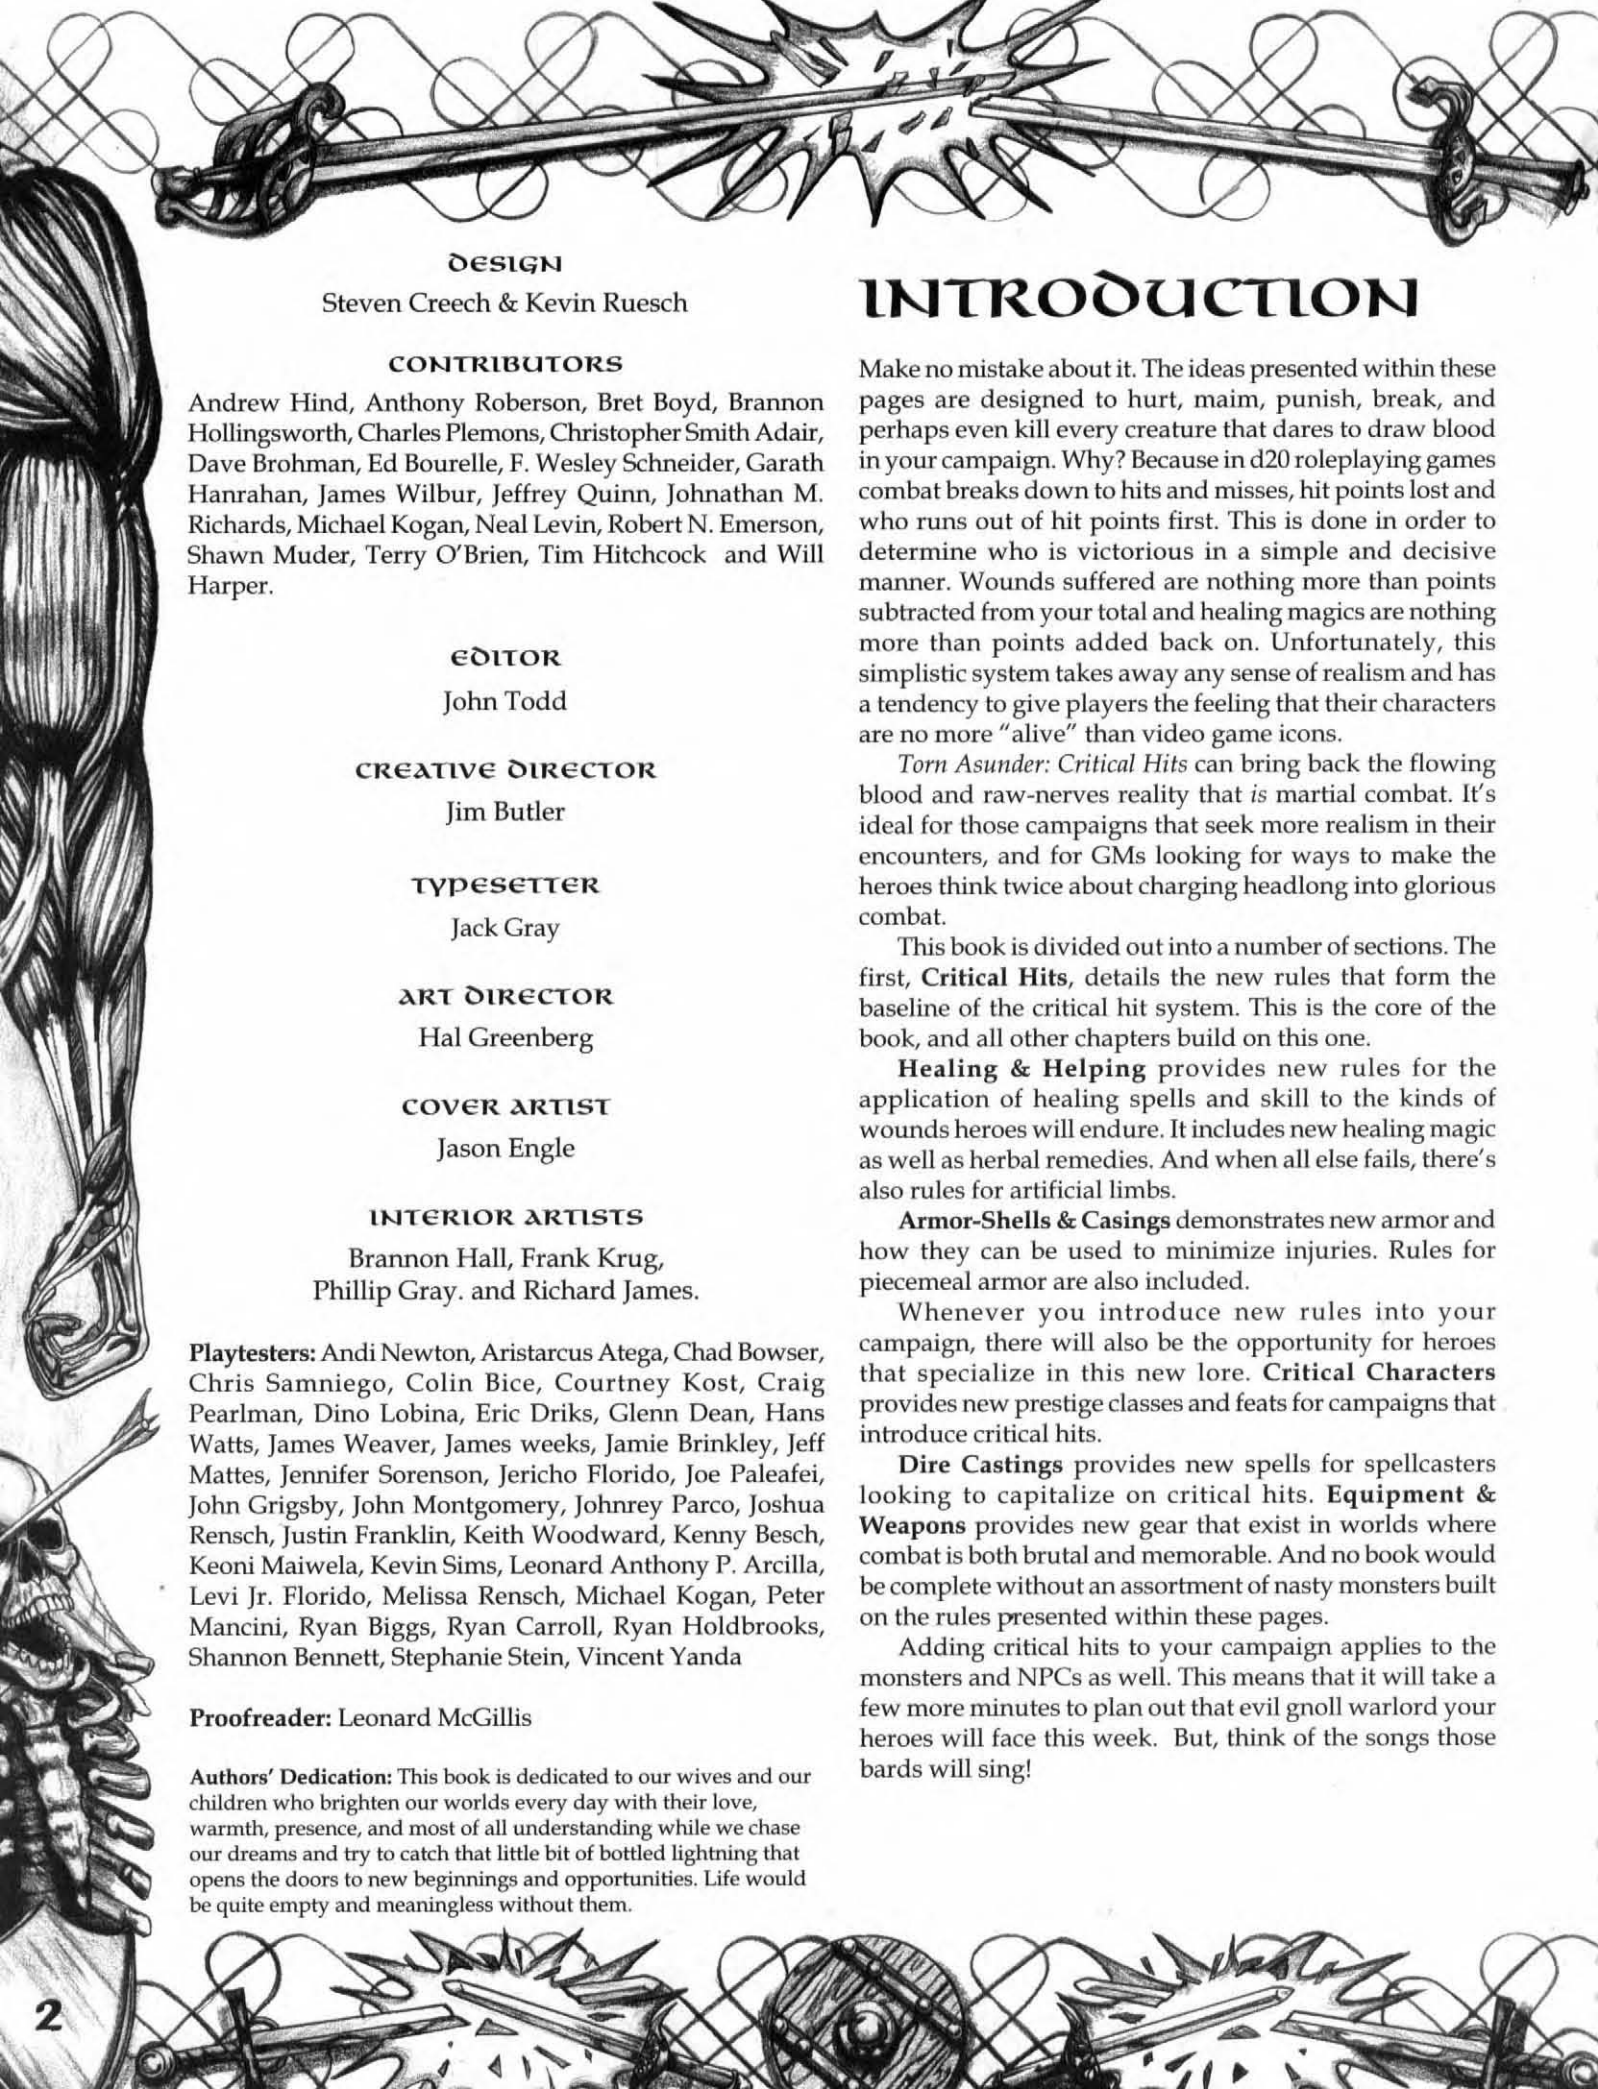 DESIGN
Steven Creech & Kevin Ruesch
CONTRIBUTORS
Andrew Hind, Anthony Roberson, Bret Boyd, Brannon
Hollingsworth, Charles Plemons, Christopher Smith Adair,
Dave Brohman, Ed Bourelle, F. Wesley Schneider, Garath
Hanrahan, James Wilbur, Jeffrey Quinn, Johnathan M.
Richards, Michael Kogan, Neal Levin, Robert N. Emerson,
Shawn Muder, Terry O'Brien, Tim Hitchcock and Will
Harper.
EDITOR
John Todd
CREATIVE DIRECTOR
Jim Butler
TYPESETTER
Jack Gray
ART DIRECTOR
Hal Greenberg
COVER ARTIST
Jason Engle
INTERIOR ARTISTS
Brannon Hall, Frank Krug,
Phillip Gray. and Richard James.
Playtesters: Andi Newton, Aristarcus Atega, Chad Bowser,
Chris Samniego, Colin Bice, Courtney Kost, Craig
Pearlman, Dino Lobina, Eric Driks, Glenn Dean, Hans
Watts, James Weaver, James weeks, Jamie Brinkley, Jeff
Mattes, Jennifer Sorenson, Jericho Florido, Joe Paleafei,
John Grigsby, John Montgomery, Johnrey Parco, Joshua
Rensch, Justin Franklin, Keith Woodward, Kenny Besch,
Keoni Maiwela, Kevin Sims, Leonard Anthony P. Arcilla,
Levi Jr. Florido, Melissa Rensch, Michael Kogan, Peter
Mancini, Ryan Biggs, Ryan Carroll, Ryan Holdbrooks,
Shannon Bennett, Stephanie Stein, Vincent Yanda
Proofreader: Leonard McGillis
Authors' Dedication: This book is dedicated to our wives and our
children who brighten our worlds every day with their love,
warmth, presence, and most of all understanding while we chase
our dreams and try to catch that little bit of bottled lightning that
opens the doors to new beginnings and opportunities. Life would
be quite empty and meaningless without them.
INTRODUCTION
Make no mistake about it. The ideas presented within these
pages are designed to hurt, maim, punish, break, and
perhaps even kill every creature that dares to draw blood
in your campaign. Why? Because in d20 roleplaying games
combat breaks down to hits and misses, hit points lost and
who runs out of hit points first. This is done in order to
determine who is victorious in a simple and decisive
manner. Wounds suffered are nothing more than points
subtracted from your total and healing magics are nothing
more than points added back on. Unfortunately, this
simplistic system takes away any sense of realism and has
a tendency to give players the feeling that their characters
are no more "alive" than video game icons.
Torn Asunder: Critical Hits can bring back the flowing
blood and raw-nerves reality that is martial combat. It's
ideal for those campaigns that seek more realism in their
encounters, and for GMs looking for ways to make the
heroes think twice about charging headlong into glorious
combat.
This book is divided out into a number of sections. The
first, Critical Hits, details the new rules that form the
baseline of the critical hit system. This is the core of the
book, and all other chapters build on this one.
Healing & Helping provides new rules for the
application of healing spells and skill to the kinds of
wounds heroes will endure. It includes new healing magic
as well as herbal remedies. And when all else fails, there's
also rules for artificial limbs.
Armor-Shells & Casings demonstrates new armor and
how they can be used to minimize injuries. Rules for
piecemeal armor are also included.
Whenever you introduce new rules into your
campaign, there will also be the opportunity for heroes
that specialize in this new lore. Critical Characters
provides new prestige classes and feats for campaigns that
introduce critical hits.
Dire Castings provides new spells for spellcasters
looking to capitalize on critical hits. Equipment &
Weapons provides new gear that exist in worlds where
combat is both brutal and memorable. And no book would
be complete without an assortment of nasty monsters built
on the rules presented within these pages.
Adding critical hits to your campaign applies to the
monsters and NPCs as well. This means that it will take a
few more minutes to plan out that evil gnoll warlord your
heroes will face this week. But, think of the songs those
bards will sing!
2